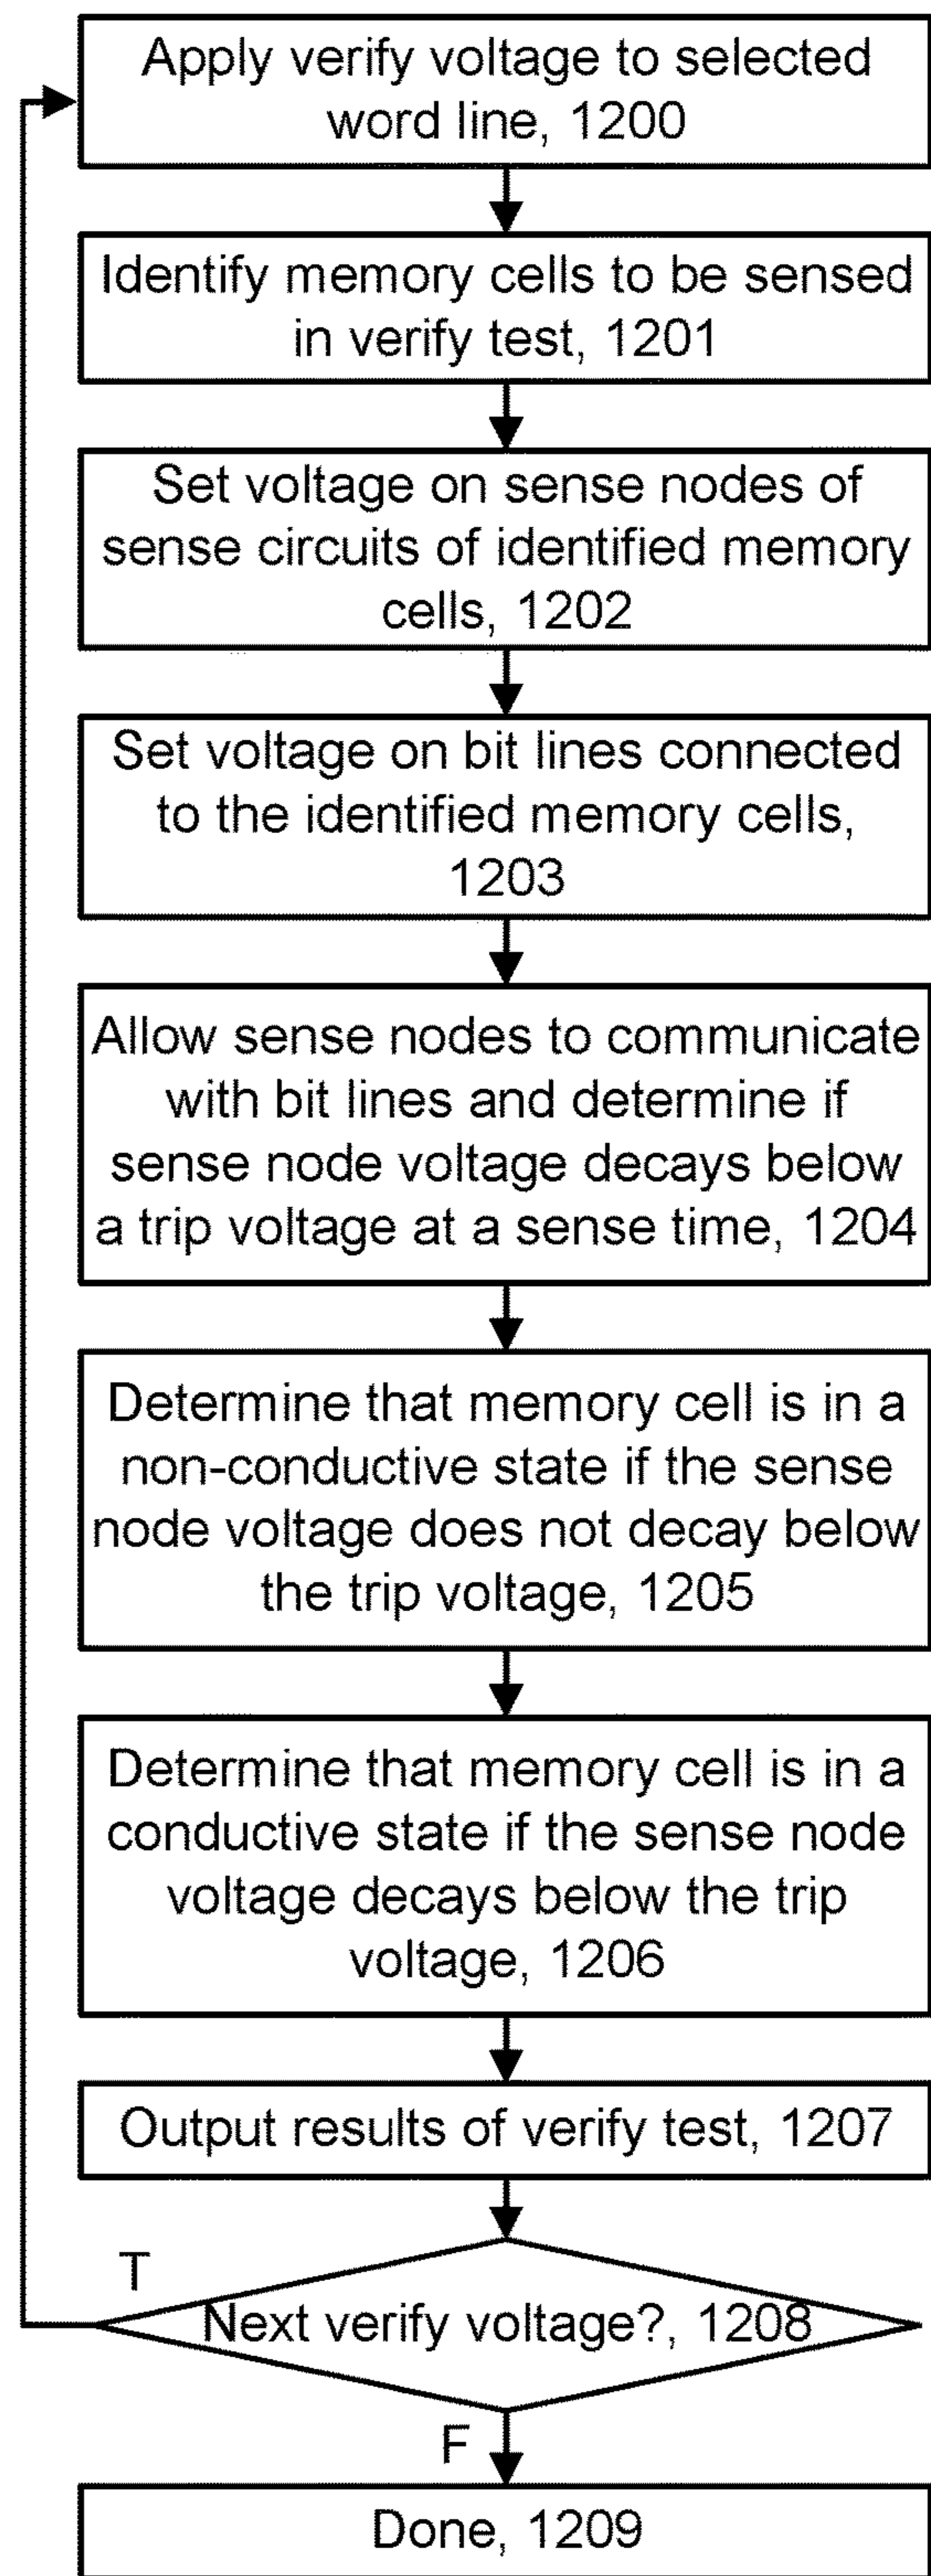 Apply verify voltage to selected
word line, 1200
Identify memory cells to be sensed
in verify test, 1201
Set voltage on sense nodes of
sense circuits of identified memory
cells, 1202
Set voltage on bit lines connected
to the identified memory cells,
1203
Allow sense nodes to communicate
with bit lines and determine if
sense node voltage decays below
a trip voltage at a sense time, 1204
Determine that memory cell is in a
non-conductive state if the sense
node voltage does not decay below
the trip voltage, 1205
Determine that memory cell is in a
conductive state if the sense node
voltage decays below the trip
voltage, 1206
Output results of verify test, 1207
T
Next verify voltage?, 1208
F
Done, 1209